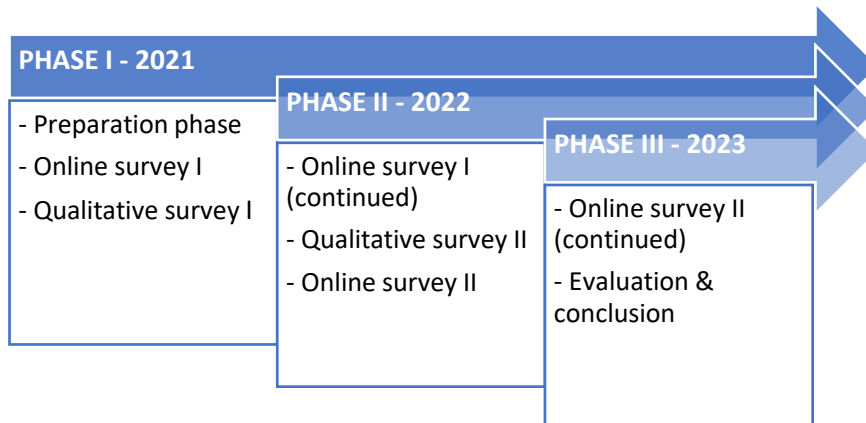 PHASE I - 2021
- Preparation phase
- Online survey I
- Qualitative survey I
PHASE II - 2022
- Online survey I
(continued)
- Qualitative survey II
- Online survey II
PHASE III - 2023
- Online survey II
(continued)
- Evaluation &
conclusion